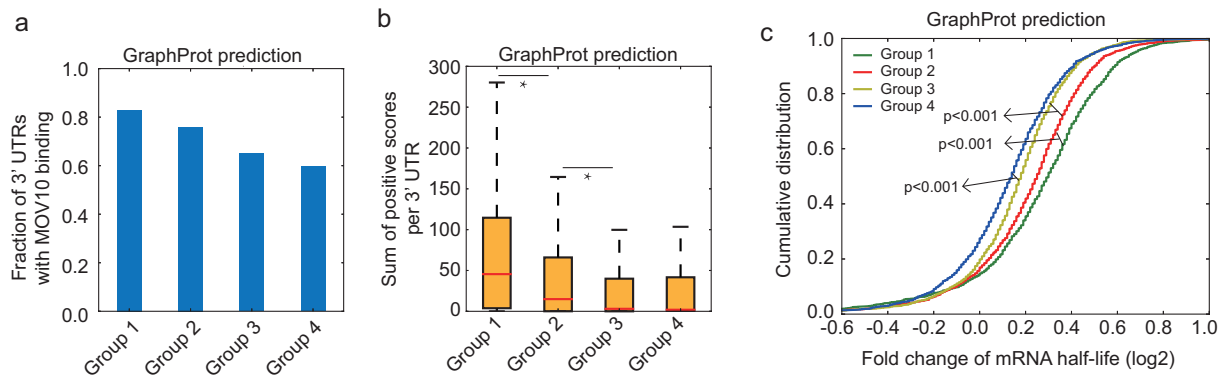 a
GraphProt prediction
Fraction of 3' UTRs
with MOV10 binding
1.0
0.8
0.6
0.4
0.2
0.0
Group 1
Group 2
Group 3
Group 4
b
GraphProt prediction
Sum of positive scores
per 3' UTR
300
250
200
150
100
50
0
*
*
Group 1
Group 2
Group 3
Group 4
c
GraphProt prediction
Cumulative distribution
1.0
0.8
0.6
0.4
0.2
0.0
Group 1
Group 2
Group 3
Group 4
p<0.001
p<0.001
p<0.001
-0.6 -0.4 -0.2 0.0 0.2 0.4 0.6 0.8 1.0
Fold change of mRNA half-life (log2)